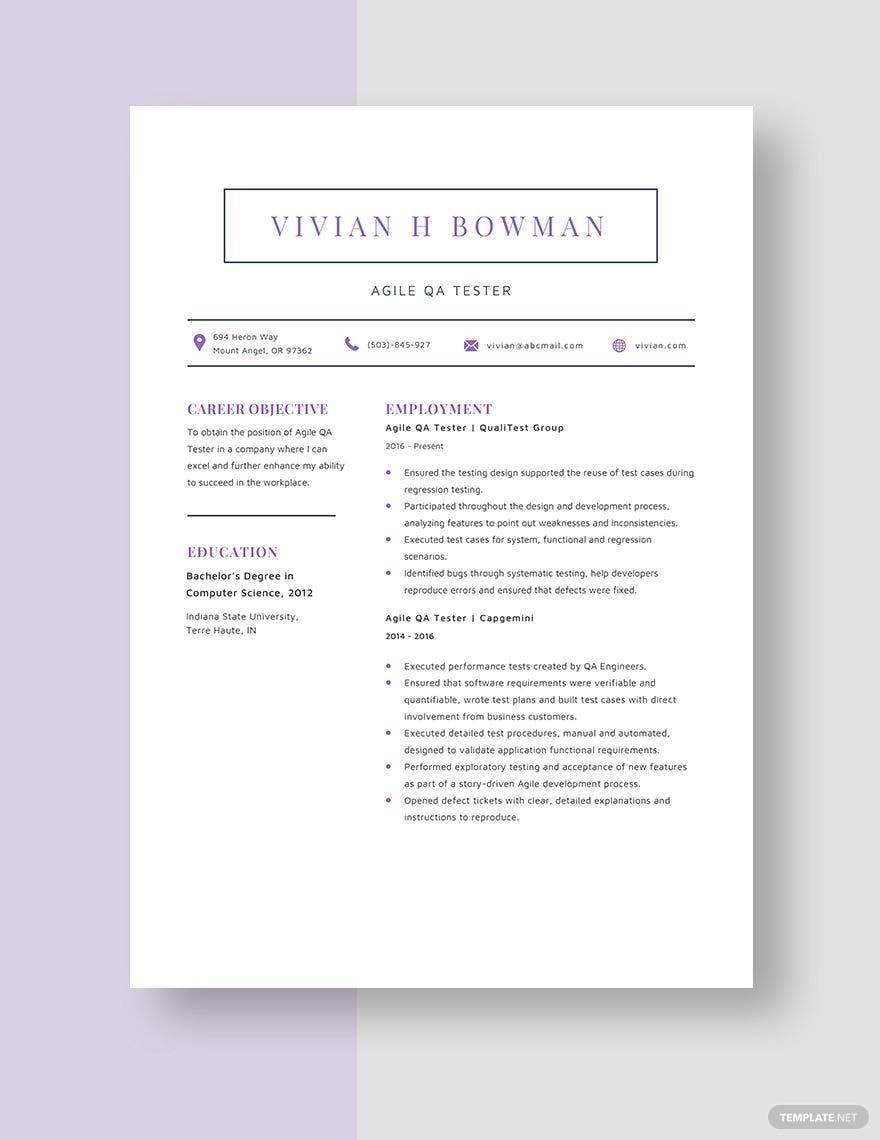 VIVIAN H BOWMAN
AGILE QA TESTER
694 Heron Way
Mount Angel, OR 97362
(503)-845-927
vivian@abcmail.com
vivian.com
CAREER OBJECTIVE
To obtain the position of Agile QA
Tester in a company where I can
excel and further enhance my ability
to succeed in the workplace.
EDUCATION
Bachelor's Degree in
Computer Science, 2012
Indiana State University,
Terre Haute, IN
EMPLOYMENT
Agile QA Tester | QualiTest Group
2016 - Present
Ensured the testing design supported the reuse of test cases during
regression testing.
Participated throughout the design and development process,
analyzing features to point out weaknesses and inconsistencies.
Executed test cases for system, functional and regression
scenarios.
Identified bugs through systematic testing, help developers
reproduce errors and ensured that defects were fixed.
Agile QA Tester | Capgemini
2014 - 2016
Executed performance tests created by QA Engineers.
Ensured that software requirements were verifiable and
quantifiable, wrote test plans and built test cases with direct
involvement from business customers.
Executed detailed test procedures, manual and automated,
designed to validate application functional requirements.
Performed exploratory testing and acceptance of new features
as part of a story-driven Agile development process.
Opened defect tickets with clear, detailed explanations and
instructions to reproduce.
TEMPLATE.NET